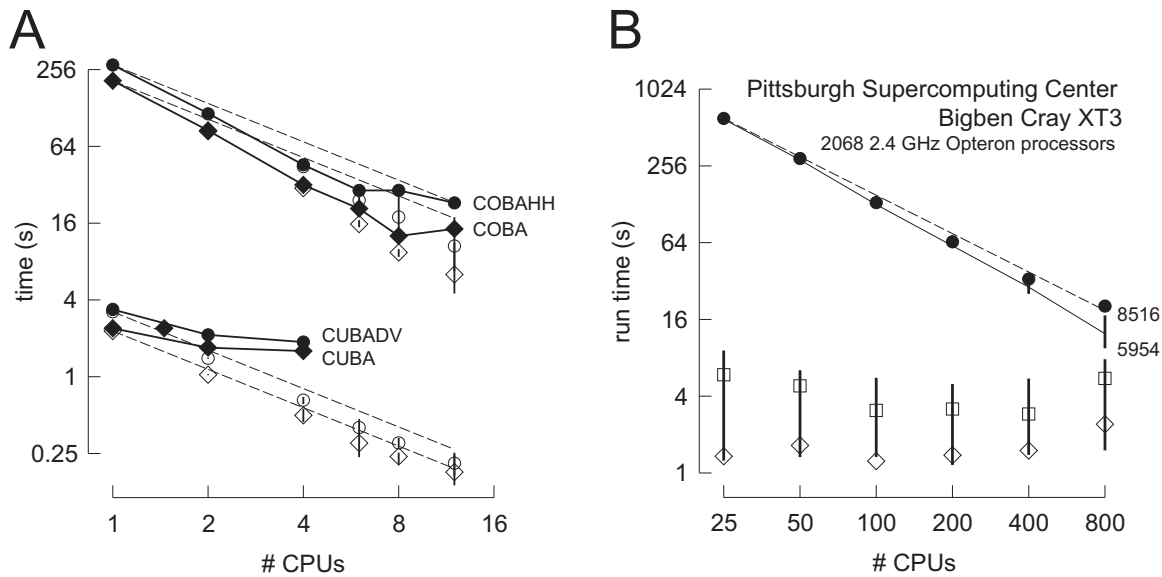 A
time (s)
256
64
16
4
1
0.25
COBAHH
COBA
CUBADV
CUBA
1
2
4
8
16
# CPUs
B
run time (s)
1024
256
64
16
4
1
Pittsburgh Supercomputing Center
Bigben Cray XT3
2068 2.4 GHz Opteron processors
8516
5954
25
50
100
200
400
800
# CPUs